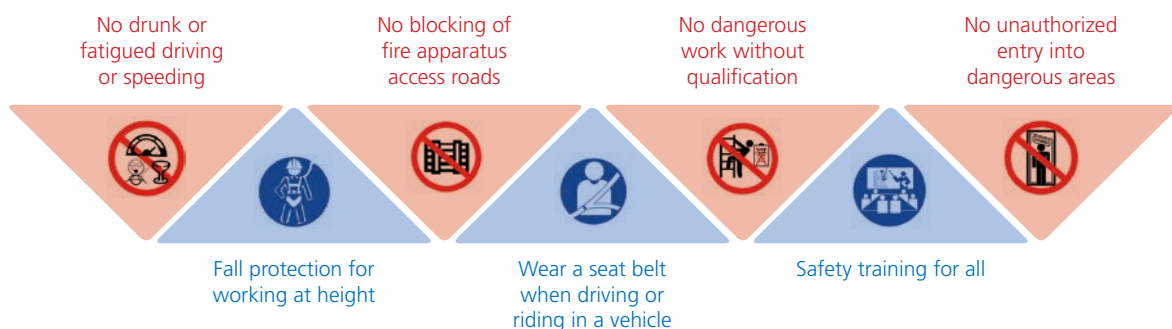 No drunk or
fatigued driving
or speeding
No blocking of
fire apparatus
access roads
No dangerous
work without
qualification
No unauthorized
entry into
dangerous areas
Fall protection for
working at height
Wear a seat belt
when driving or
riding in a vehicle
Safety training for all